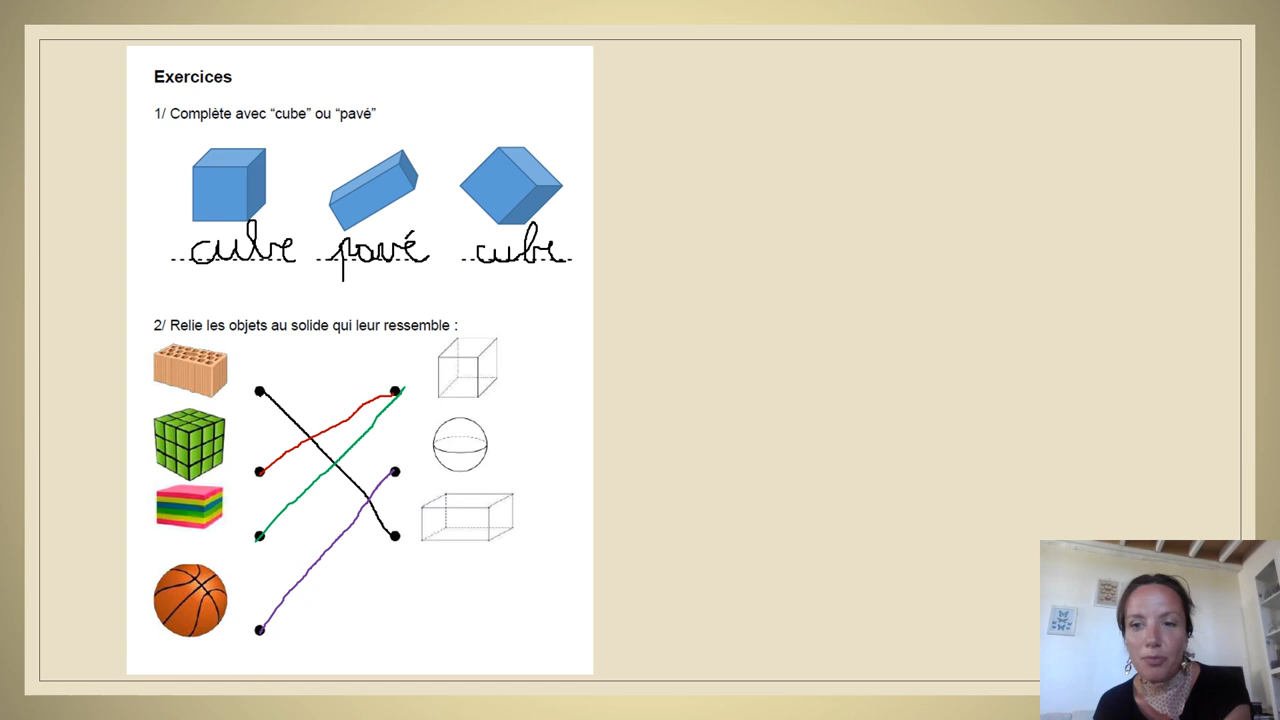 Exercices
1/ Complète avec “cube” ou “pavé”
cube pavé cube
2/ Relie les objets au solide qui leur ressemble :